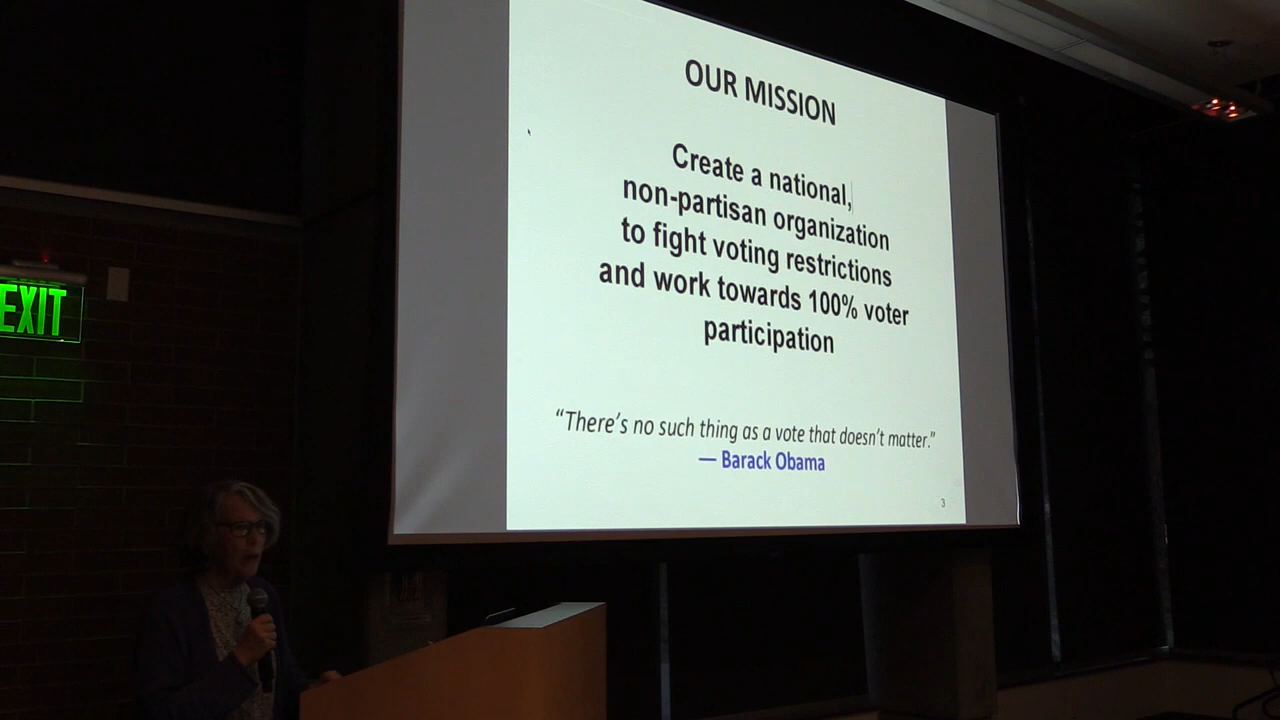 OUR MISSION
Create a national,
non-partisan organization
to fight voting restrictions
and work towards 100% voter
participation
“There’s no such thing as a vote that doesn’t matter.”
— Barack Obama
3
EXIT